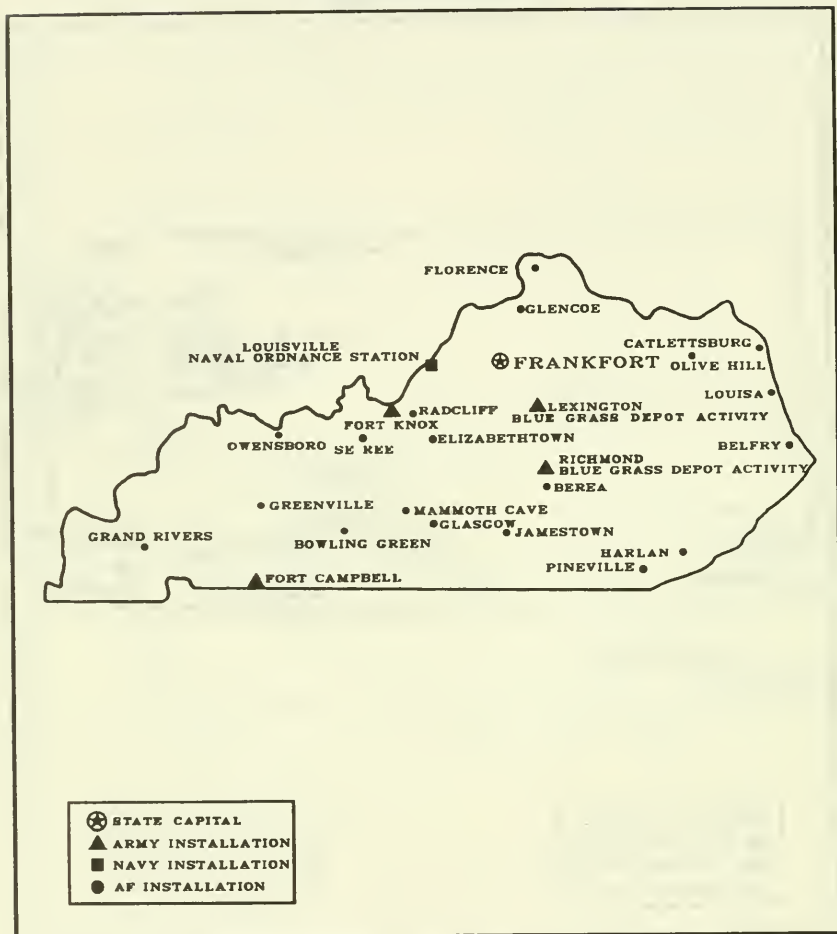 FLORENCE
GLENCOE
LOUISVILLE
NAVAL ORDNANCE STATION
FRANKFORT
CATLETTSBURG
OLIVE HILL
LOUISA
RADCLIFF
FORT KNOX
LEXINGTON
BLUE GRASS DEPOT ACTIVITY
OWENSBORO
SE REE
ELIZABETHTOWN
BELFRY
RICHMOND
BLUE GRASS DEPOT ACTIVITY
BEREA
GREENVILLE
MAMMOTH CAVE
GLASGOW
GRAND RIVERS
BOWLING GREEN
JAMESTOWN
HARLAN
PINEVILLE
FORT CAMPBELL
STATE CAPITAL
ARMY INSTALLATION
NAVY INSTALLATION
AF INSTALLATION